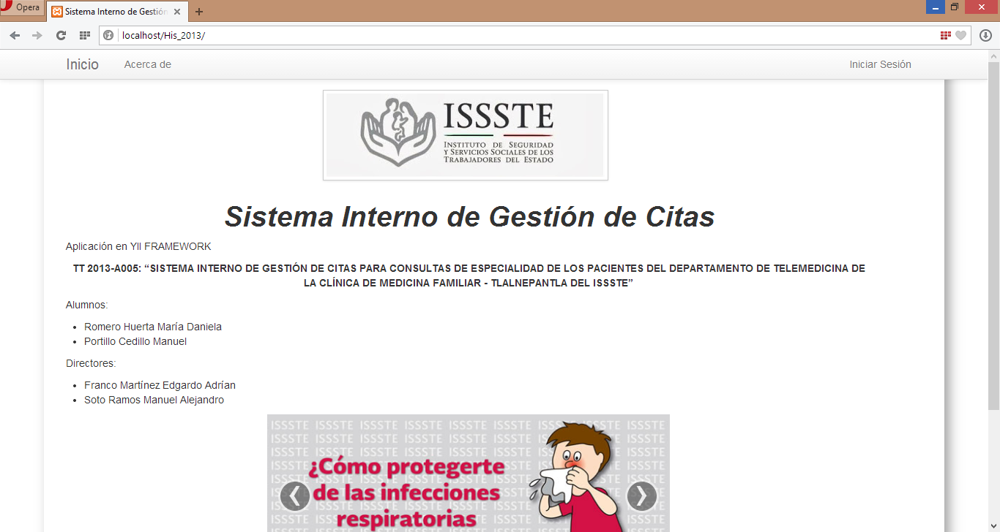 Opera
Sistema Interno de Gestión
localhost/His_2013/
Inicio
Acerca de
Iniciar Sesión
ISSSTE
INSTITUTO DE SEGURIDAD
Y SERVICIOS SOCIALES DE LOS
TRABAJADORES DEL ESTADO
Sistema Interno de Gestión de Citas
Aplicación en YII FRAMEWORK
TT 2013-A005: “SISTEMA INTERNO DE GESTIÓN DE CITAS PARA CONSULTAS DE ESPECIALIDAD DE LOS PACIENTES DEL DEPARTAMENTO DE TELEMEDICINA DE
LA CLÍNICA DE MEDICINA FAMILIAR - TLALNEPANTLA DEL ISSSTE”
Alumnos:
Romero Huerta María Daniela
Portillo Cedillo Manuel
Directores:
Franco Martínez Edgardo Adrían
Soto Ramos Manuel Alejandro
ISSSTE ISSSTE ISSSTE ISSSTE ISSSTE ISSSTE ISSSTE ISSSTE ISSSTE
¿Cómo protegerte
de las infecciones
respiratorias